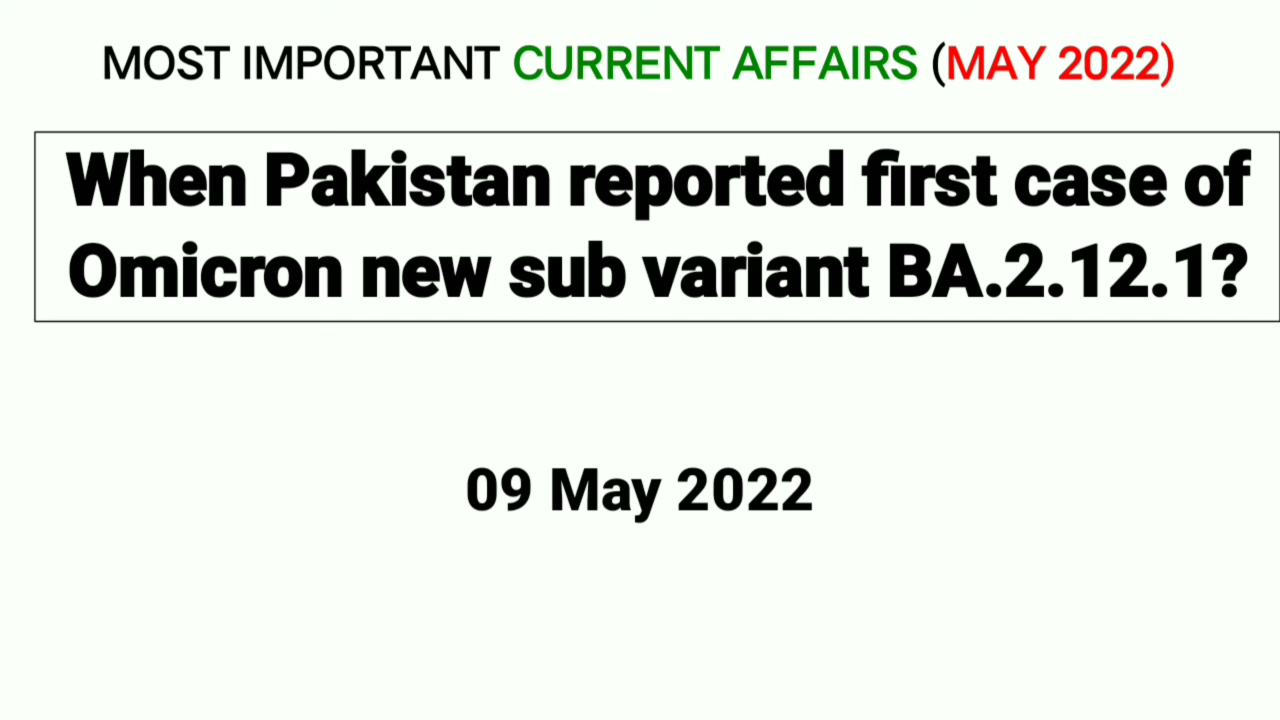 MOST IMPORTANT CURRENT AFFAIRS (MAY 2022)
When Pakistan reported first case of
Omicron new sub variant BA.2.12.1?
09 May 2022